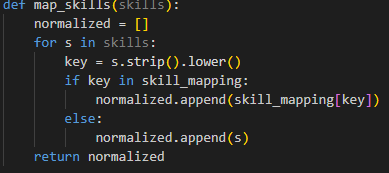 def map_skills(skills):
    normalized = []
    for s in skills:
        key = s.strip().lower()
        if key in skill_mapping:
            normalized.append(skill_mapping[key])
        else:
            normalized.append(s)
    return normalized